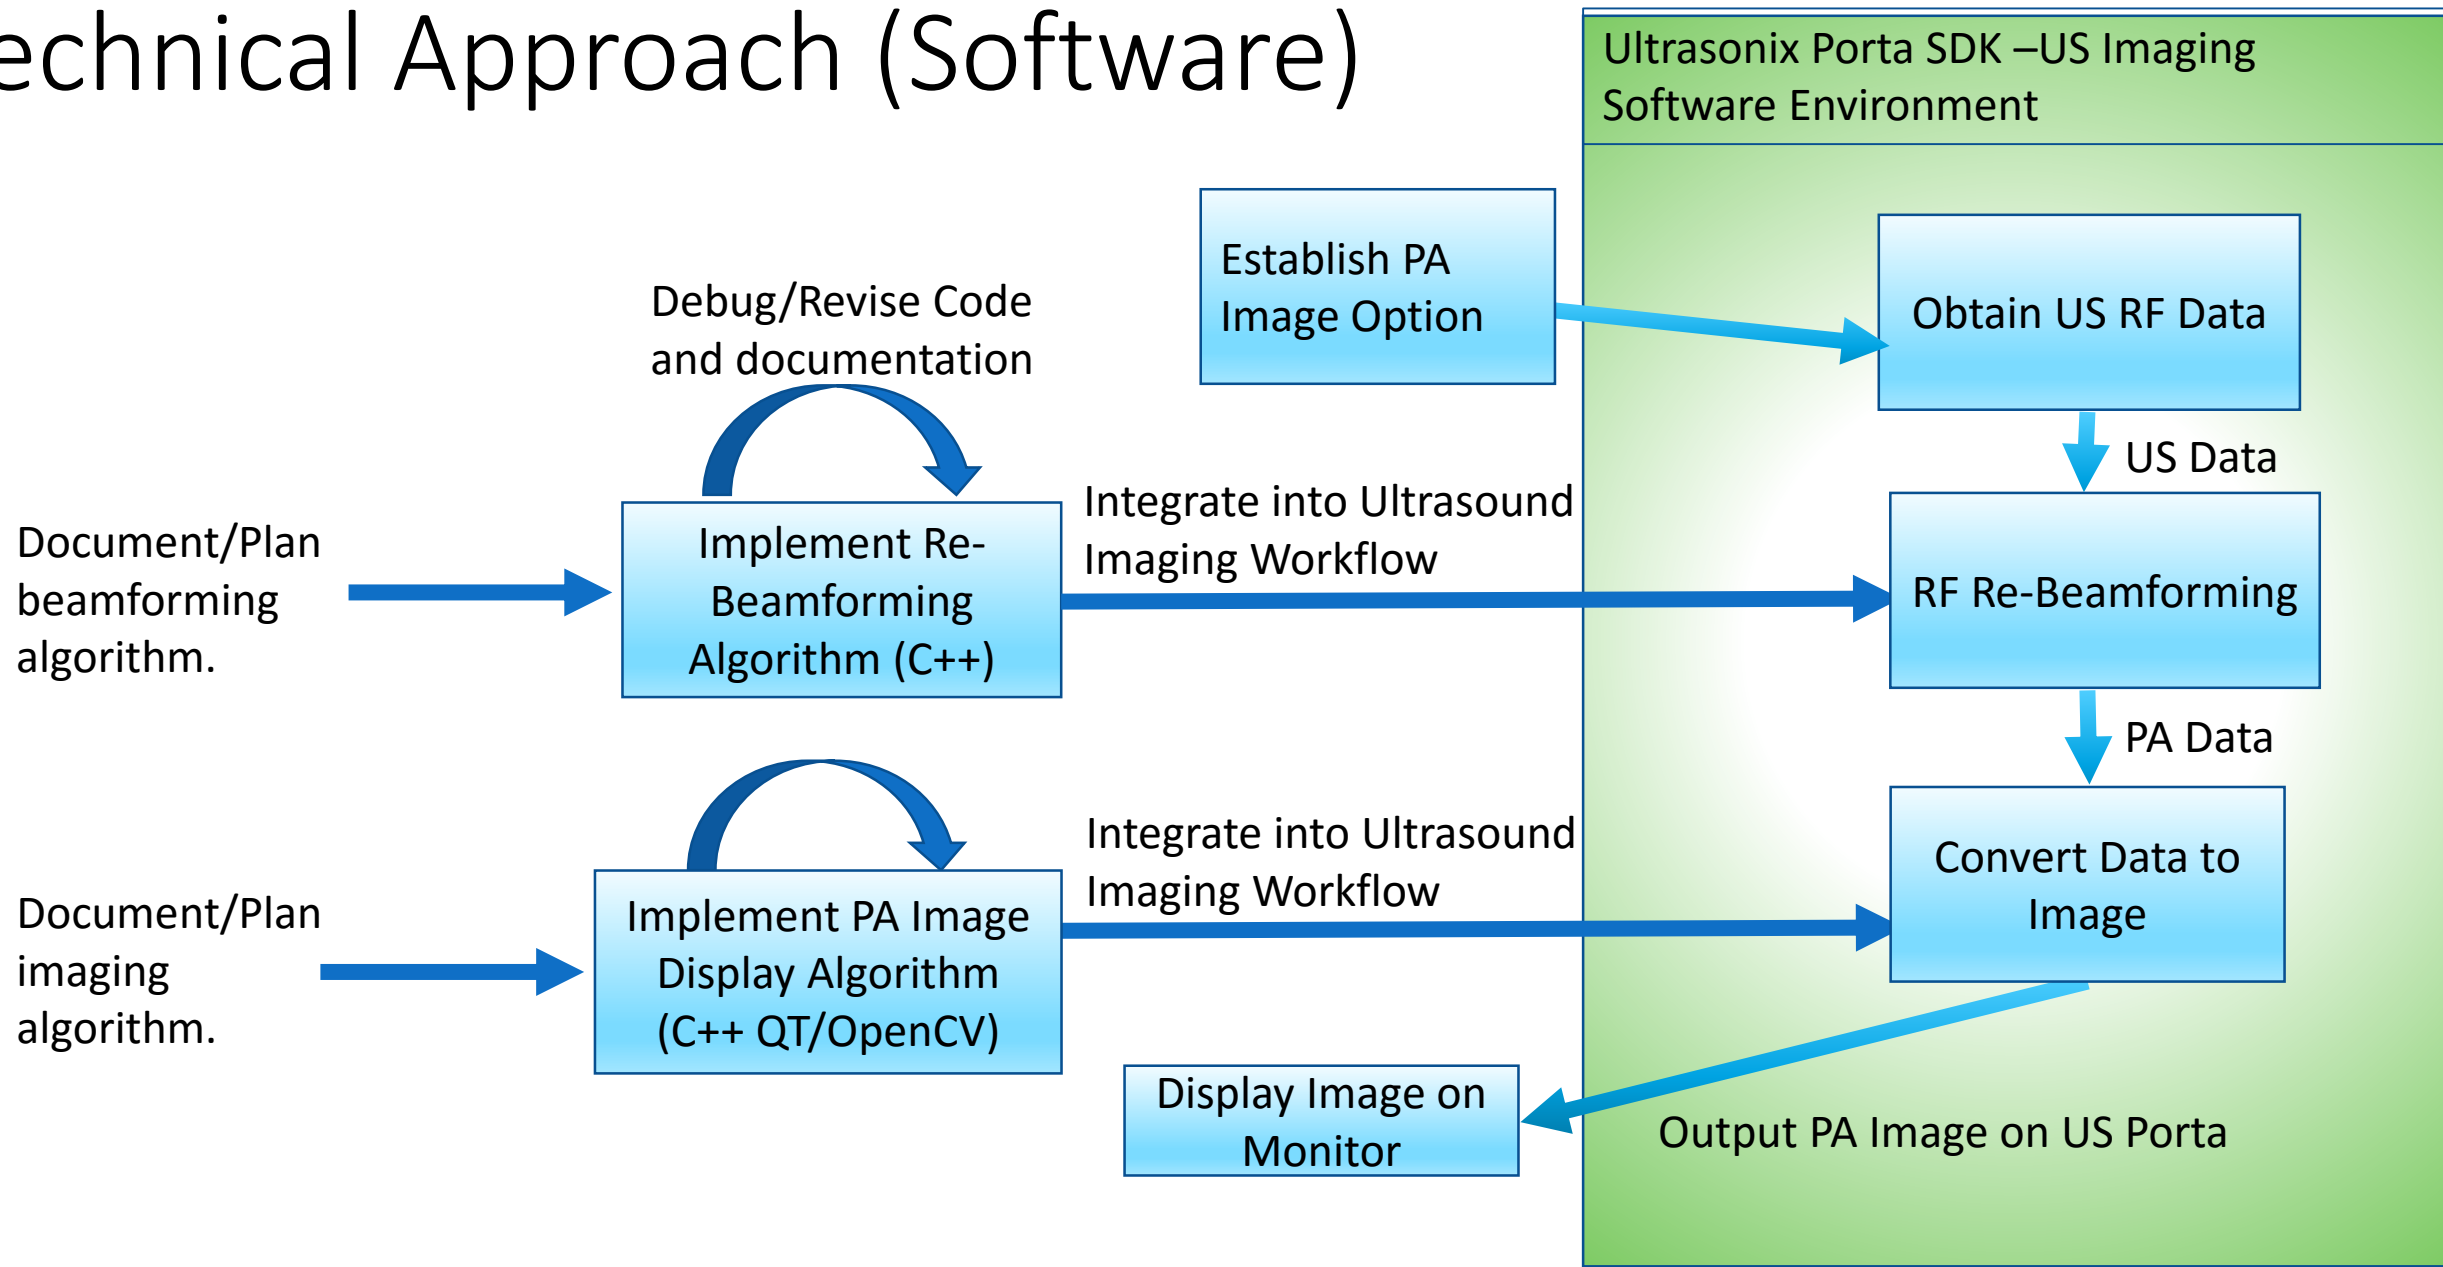 echnical Approach (Software)
Ultrasonix Porta SDK –US Imaging
Software Environment
Establish PA
Image Option
Obtain US RF Data
Debug/Revise Code
and documentation
US Data
Document/Plan
beamforming
algorithm.
Implement Re-
Beamforming
Algorithm (C++)
Integrate into Ultrasound
Imaging Workflow
RF Re-Beamforming
PA Data
Document/Plan
imaging
algorithm.
Implement PA Image
Display Algorithm
(C++ QT/OpenCV)
Integrate into Ultrasound
Imaging Workflow
Convert Data to
Image
Display Image on
Monitor
Output PA Image on US Porta